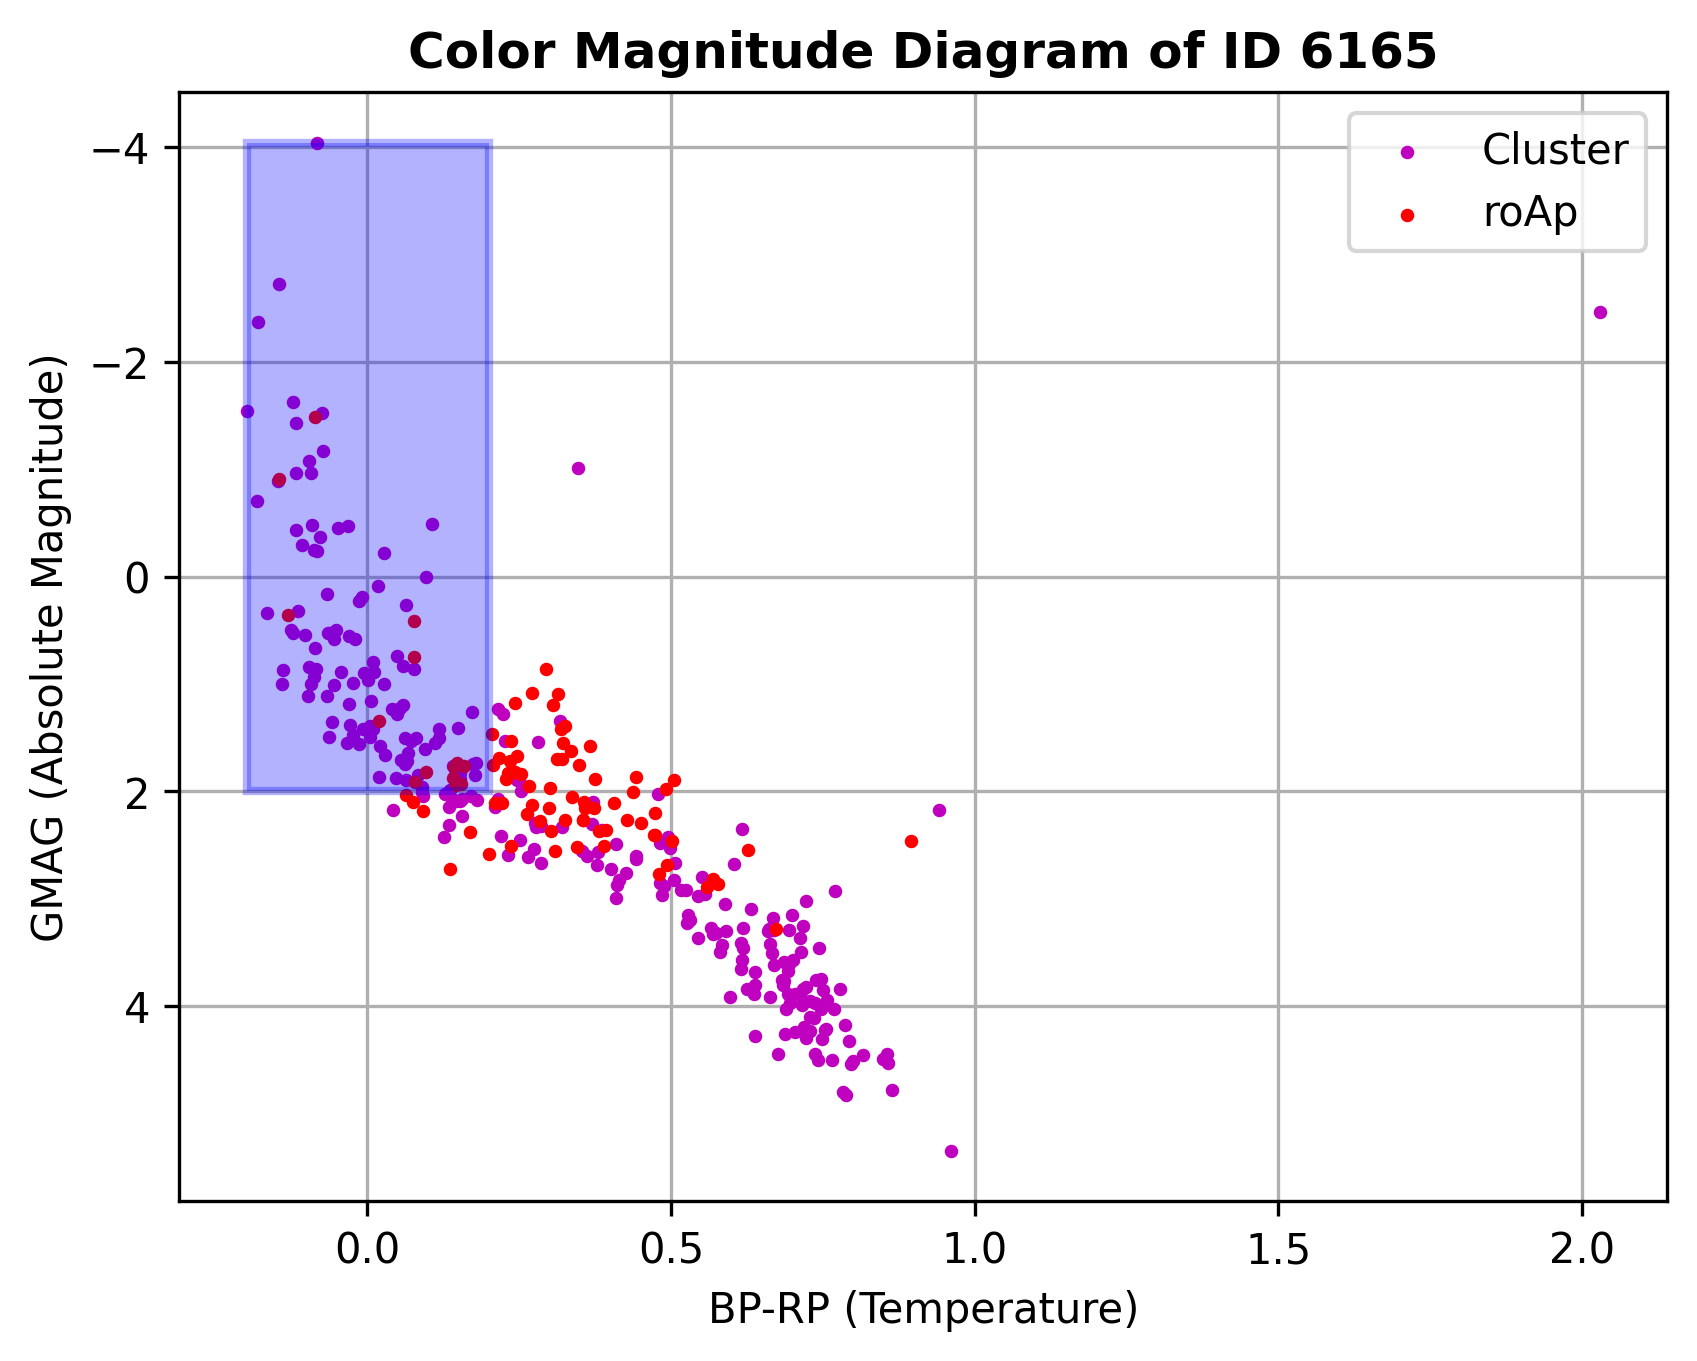 Color Magnitude Diagram of ID 6165
Cluster
roAp
GMAG (Absolute Magnitude)
−4
−2
0
2
4
0.0 0.5 1.0 1.5 2.0
BP-RP (Temperature)